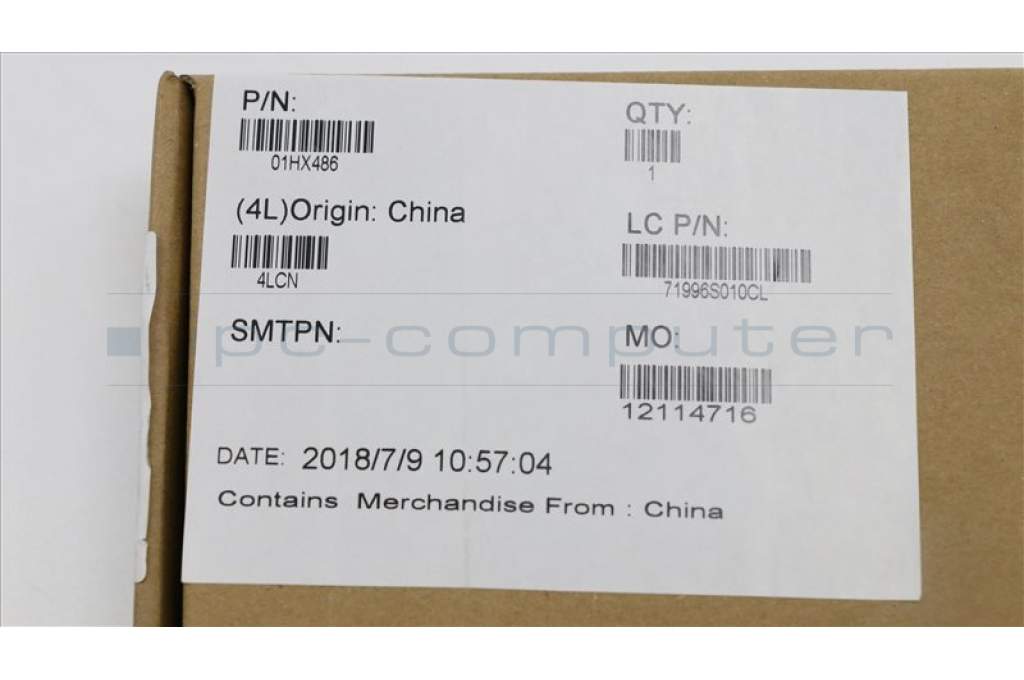 P/N:
01HX486
QTY:
1
(4L)Origin: China
4LCN
LC P/N:
71996S010CL
SMTPN:
MO:
12114716
pc-computer
DATE: 2018/7/9 10:57:04
Contains Merchandise From : China